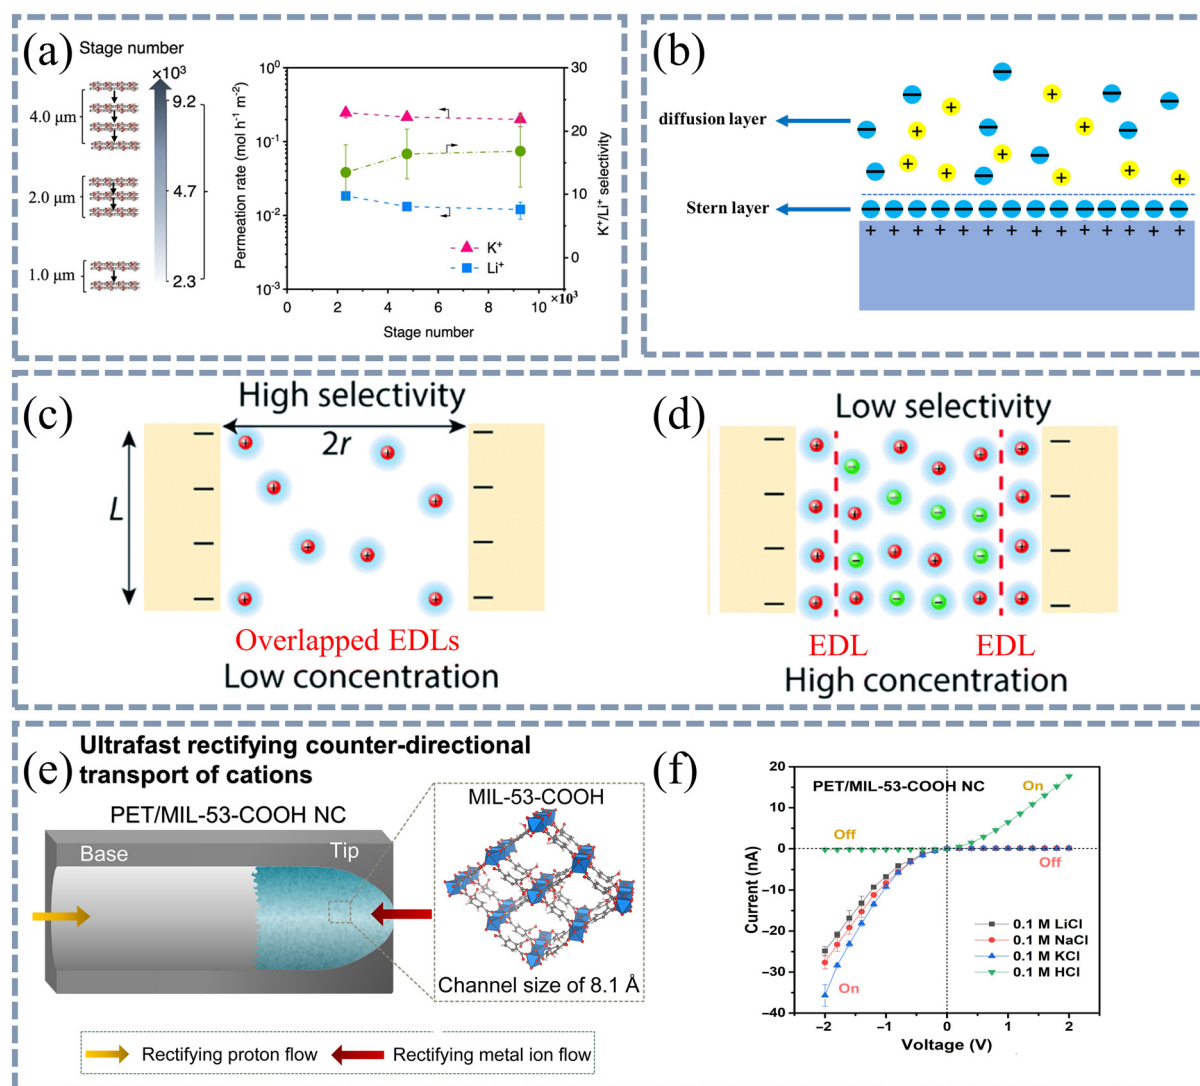 (a)
Stage number
×10³
9.2
4.7
2.3
4.0 μm
2.0 μm
1.0 μm
Permeation rate (mol h⁻¹ m⁻²)
10⁰
10⁻¹
10⁻²
10⁻³
30
20
10
0
K⁺/Li⁺ selectivity
K⁺
Li⁺
0
2
4
6
8
10
×10³
Stage number
(b)
diffusion layer
Stern layer
+ + + + + + + + + + + +
(c)
High selectivity
2r
L
Overlapped EDLs
Low concentration
(d)
Low selectivity
EDL
EDL
High concentration
(e)
Ultrafast rectifying counter-directional
transport of cations
PET/MIL-53-COOH NC
Base
Tip
MIL-53-COOH
Channel size of 8.1 Å
Rectifying proton flow
Rectifying metal ion flow
(f)
PET/MIL-53-COOH NC
On
Off
Off
On
0.1 M LiCl
0.1 M NaCl
0.1 M KCl
0.1 M HCl
Current (nA)
20
10
0
−10
−20
−30
−40
−2
−1
0
1
2
Voltage (V)